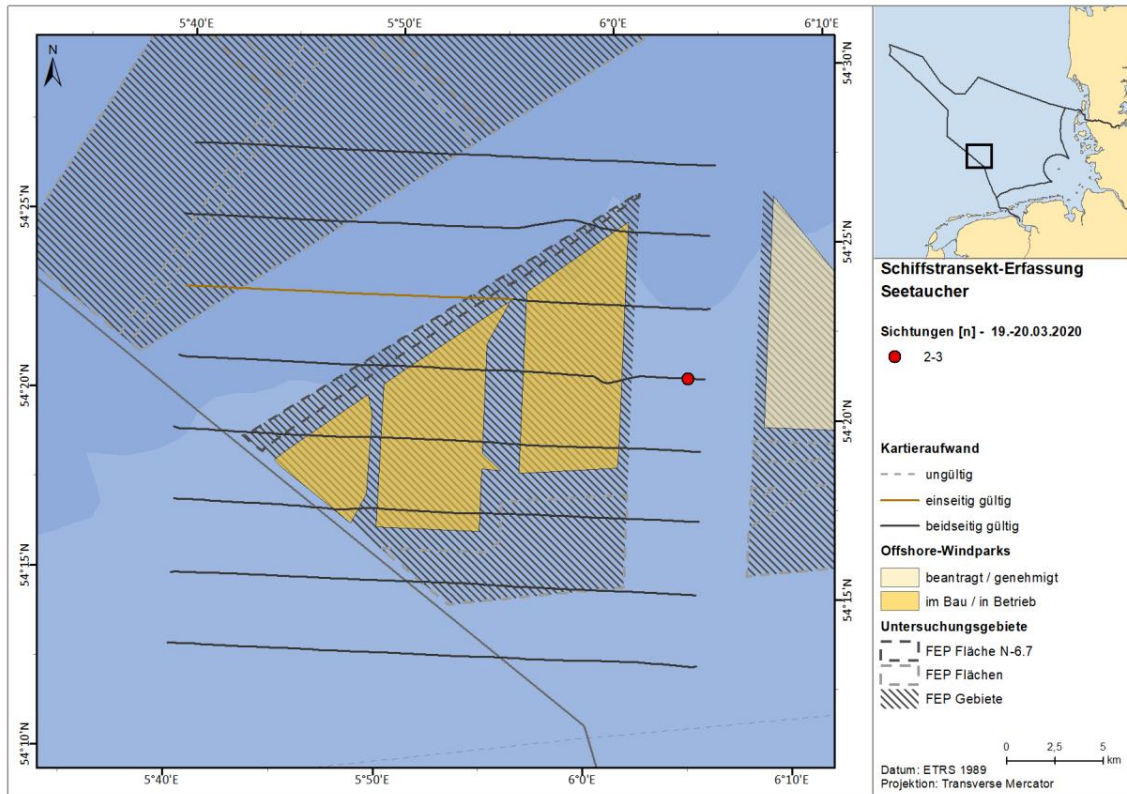 5°40'E
5°50'E
6°0'E
6°10'E
N
54°30'N
54°25'N
54°25'N
54°20'N
54°20'N
54°15'N
54°15'N
54°10'N
5°40'E
5°50'E
6°0'E
6°10'E
Schiffstransekt-Erfassung
Seetaucher
Sichtungen [n] - 19.-20.03.2020
2-3
Kartieraufwand
ungültig
einseitig gültig
beidseitig gültig
Offshore-Windparks
beantragt / genehmigt
im Bau / in Betrieb
Untersuchungsgebiete
FEP Fläche N-6.7
FEP Flächen
FEP Gebiete
0 2,5 5
km
Datum: ETRS 1989
Projektion: Transverse Mercator